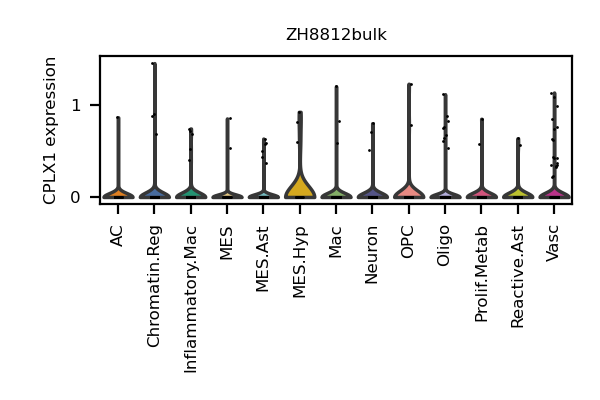 ZH8812bulk
CPLX1 expression
1
0
AC
Chromatin.Reg
Inflammatory.Mac
MES
MES.Ast
MES.Hyp
Mac
Neuron
OPC
Oligo
Prolif.Metab
Reactive.Ast
Vasc